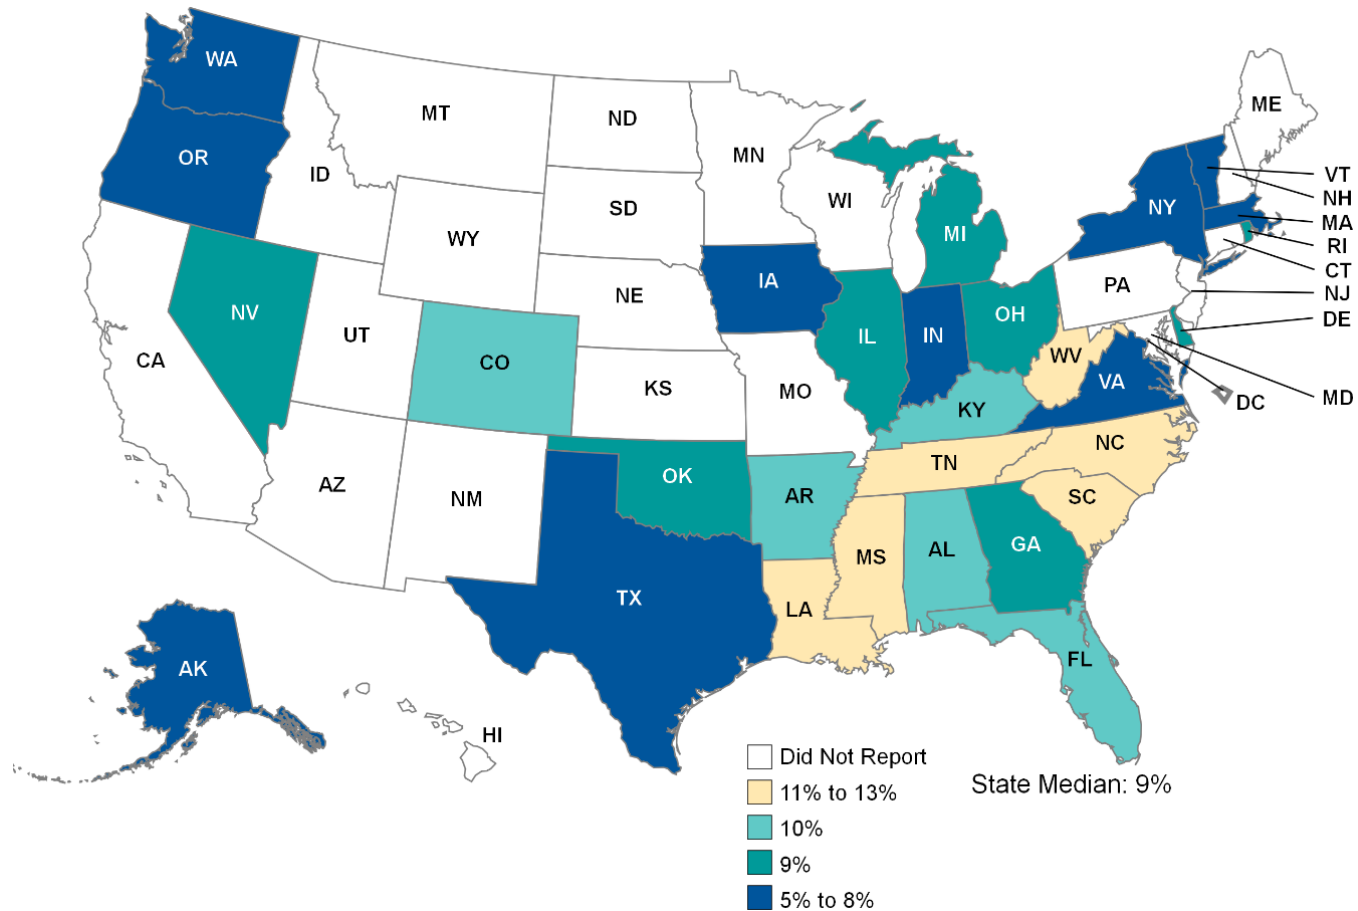 WA
OR
MT
ID
WY
ND
SD
NE
MN
WI
MI
ME
VT
NH
MA
RI
CT
NJ
DE
MD
DC
NY
PA
IA
IL
IN
OH
WV
VA
KY
NV
UT
CO
KS
MO
CA
AZ
NM
OK
AR
TN
NC
SC
MS
AL
GA
LA
TX
FL
AK
HI
Did Not Report
11% to 13%
10%
9%
5% to 8%
State Median: 9%